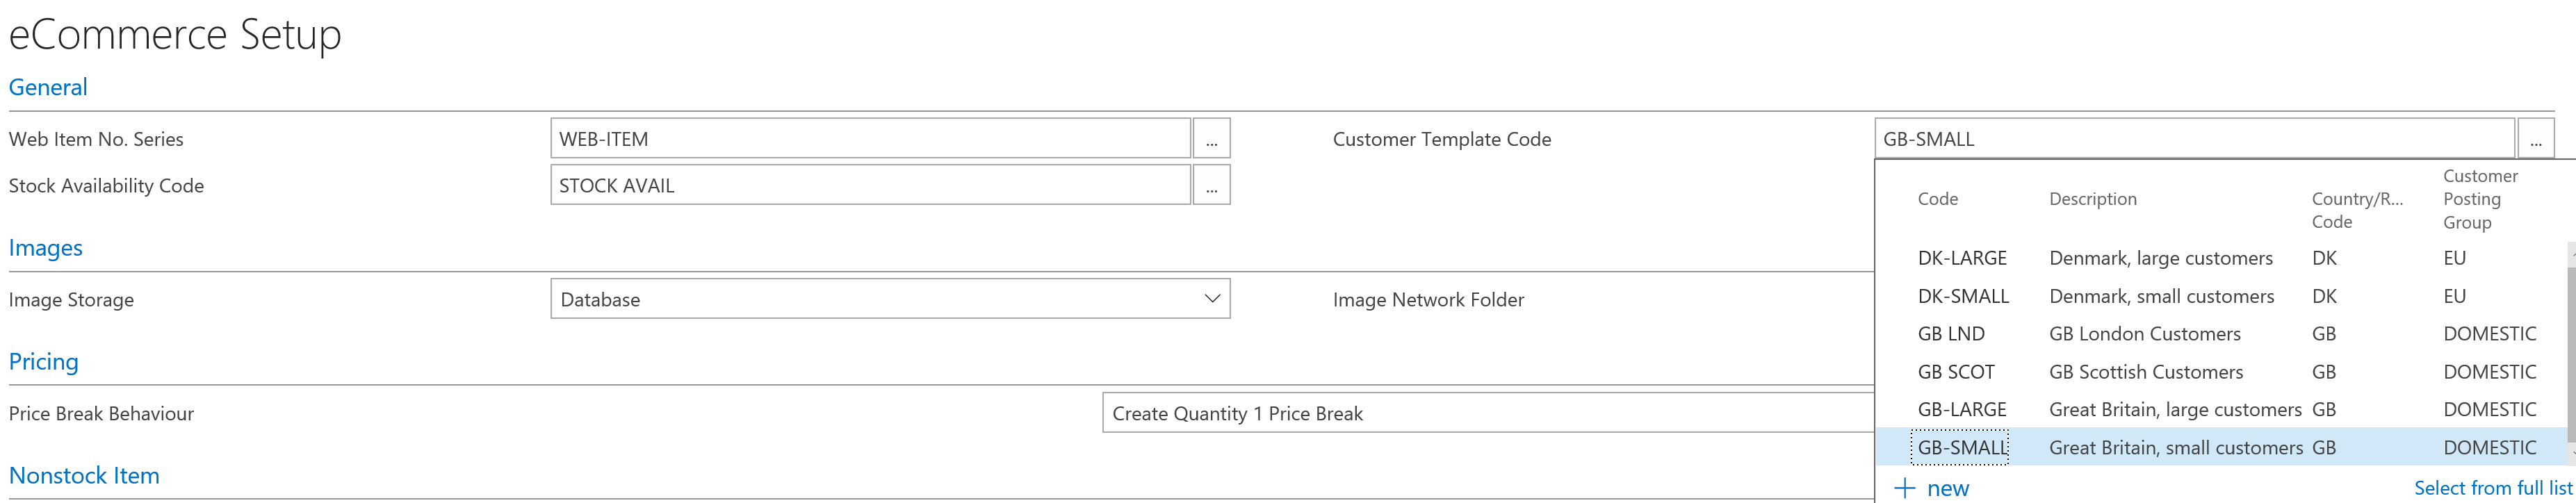 eCommerce Setup
General
Web Item No. Series WEB-ITEM ... Customer Template Code GB-SMALL ...
Stock Availability Code STOCK AVAIL ...
Code Description Country/R... Code Customer Posting Group
DK-LARGE Denmark, large customers DK EU
DK-SMALL Denmark, small customers DK EU
GB LND GB London Customers GB DOMESTIC
GB SCOT GB Scottish Customers GB DOMESTIC
GB-LARGE Great Britain, large customers GB DOMESTIC
GB-SMALL Great Britain, small customers GB DOMESTIC
+ new Select from full list
Images
Image Storage Database Image Network Folder
Pricing
Price Break Behaviour Create Quantity 1 Price Break
Nonstock Item